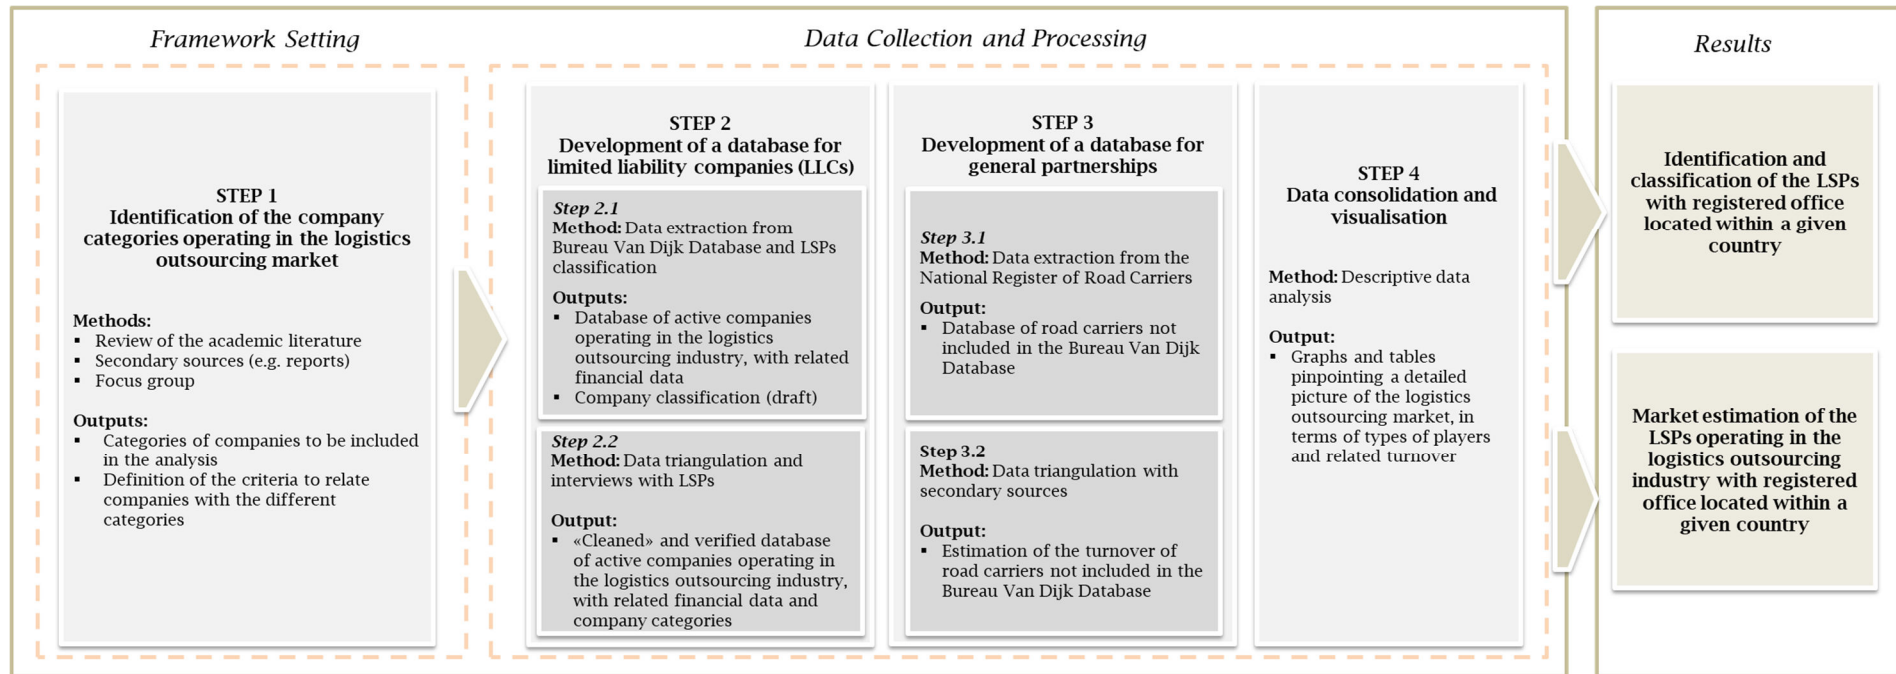 Framework Setting
STEP 1
Identification of the company
categories operating in the logistics
outsourcing market
Methods:
▪ Review of the academic literature
▪ Secondary sources (e.g. reports)
▪ Focus group
Outputs:
▪ Categories of companies to be included
in the analysis
▪ Definition of the criteria to relate
companies with the different
categories
Data Collection and Processing
STEP 2
Development of a database for
limited liability companies (LLCs)
Step 2.1
Method: Data extraction from
Bureau Van Dijk Database and LSPs
classification
Outputs:
▪ Database of active companies
operating in the logistics
outsourcing industry, with related
financial data
▪ Company classification (draft)
Step 2.2
Method: Data triangulation and
interviews with LSPs
Output:
▪ «Cleaned» and verified database
of active companies operating in
the logistics outsourcing industry,
with related financial data and
company categories
STEP 3
Development of a database for
general partnerships
Step 3.1
Method: Data extraction from the
National Register of Road Carriers
Output:
▪ Database of road carriers not
included in the Bureau Van Dijk
Database
Step 3.2
Method: Data triangulation with
secondary sources
Output:
▪ Estimation of the turnover of
road carriers not included in the
Bureau Van Dijk Database
STEP 4
Data consolidation and
visualisation
Method: Descriptive data
analysis
Output:
▪ Graphs and tables
pinpointing a detailed
picture of the logistics
outsourcing market, in
terms of types of players
and related turnover
Results
Identification and
classification of the LSPs
with registered office
located within a given
country
Market estimation of the
LSPs operating in the
logistics outsourcing
industry with registered
office located within a
given country